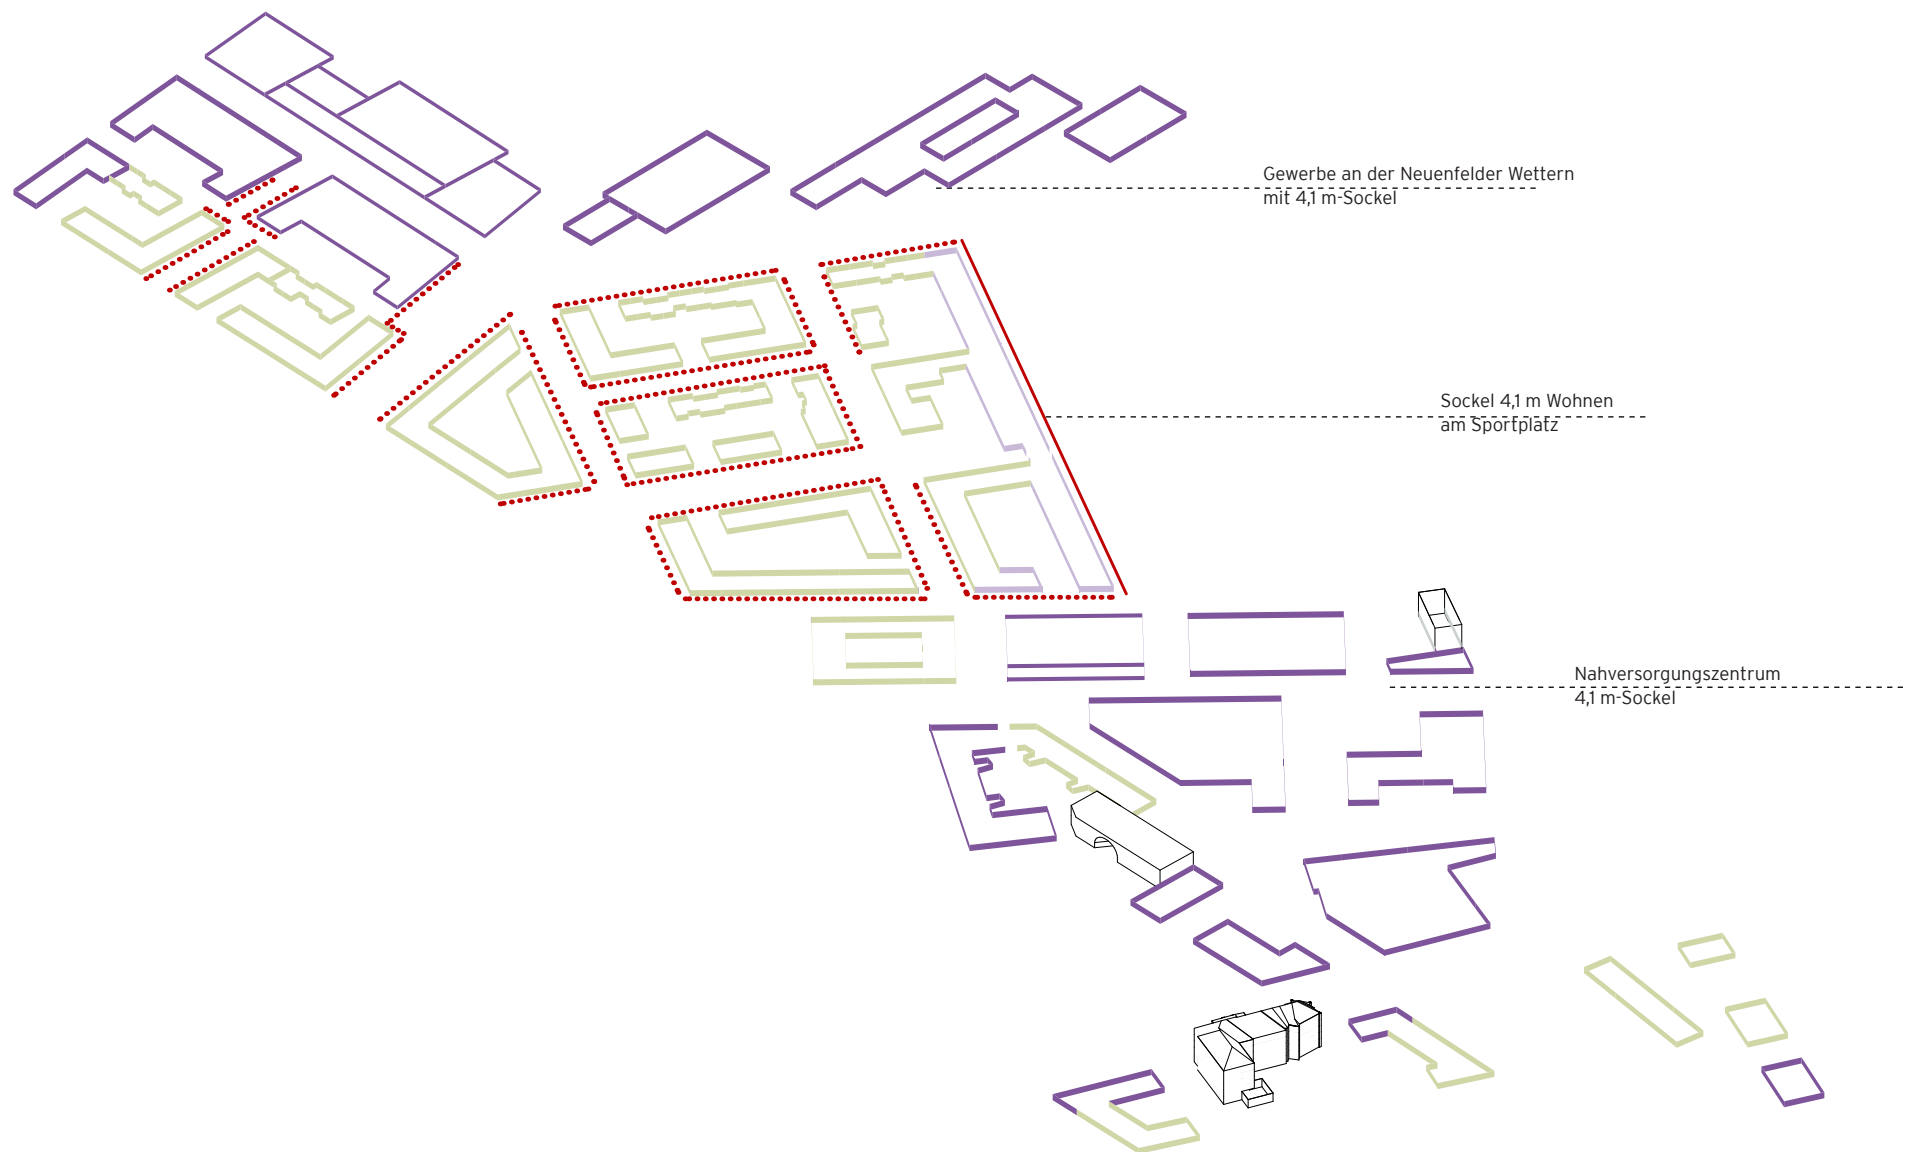 Gewerbe an der Neuenfelder Wettern
mit 4,1 m-Sockel
Sockel 4,1 m Wohnen
am Sportplatz
Nahversorgungszentrum
4,1 m-Sockel